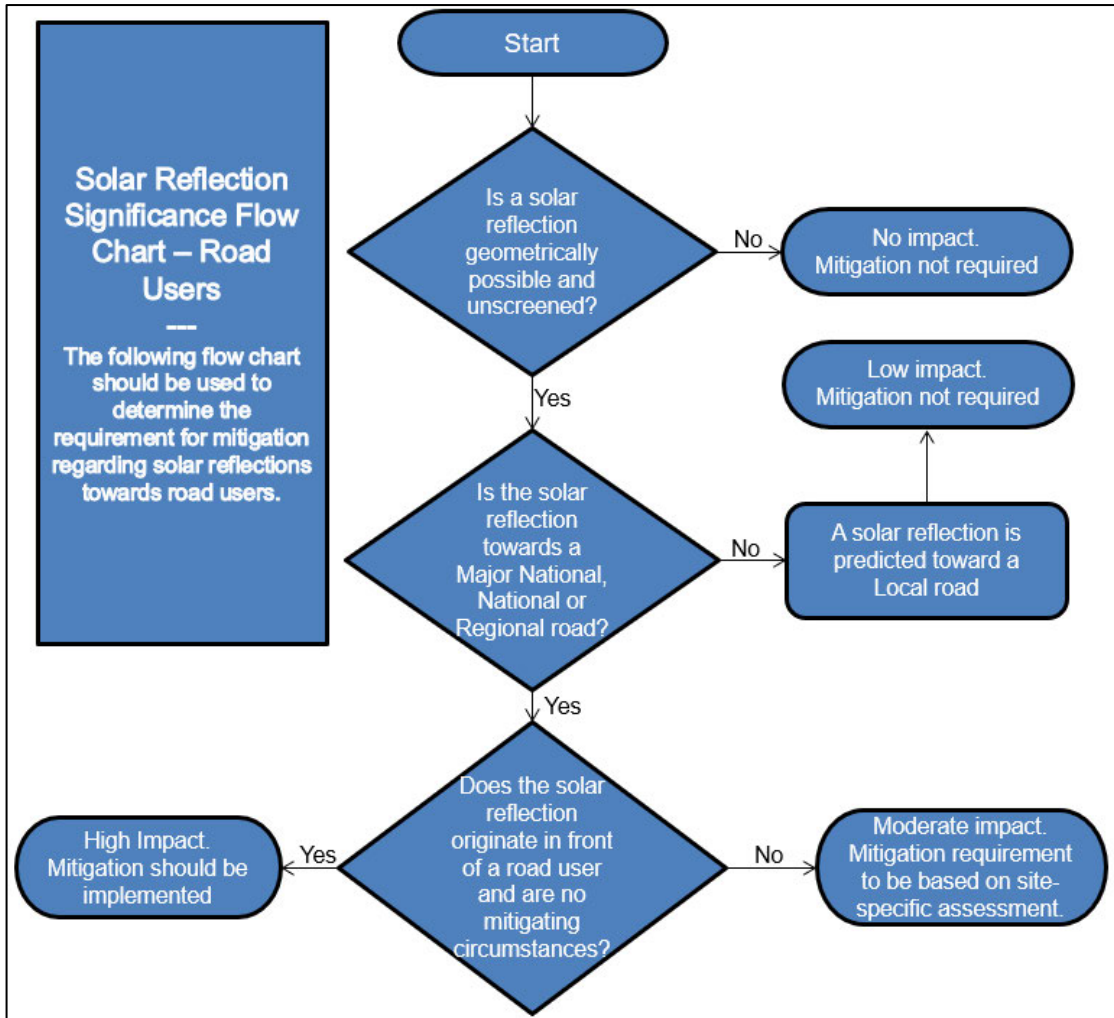 Solar Reflection
Significance Flow
Chart – Road
Users
---
The following flow chart
should be used to
determine the
requirement for mitigation
regarding solar reflections
towards road users.
Start
Is a solar
reflection
geometrically
possible and
unscreened?
No
No impact.
Mitigation not required
Yes
Is the solar
reflection
towards a
Major National,
National or
Regional road?
No
A solar reflection is
predicted toward a
Local road
Low impact.
Mitigation not required
Yes
Does the solar
reflection
originate in front
of a road user
and are no
mitigating
circumstances?
Yes
High Impact.
Mitigation should be
implemented
No
Moderate impact.
Mitigation requirement
to be based on site-
specific assessment.